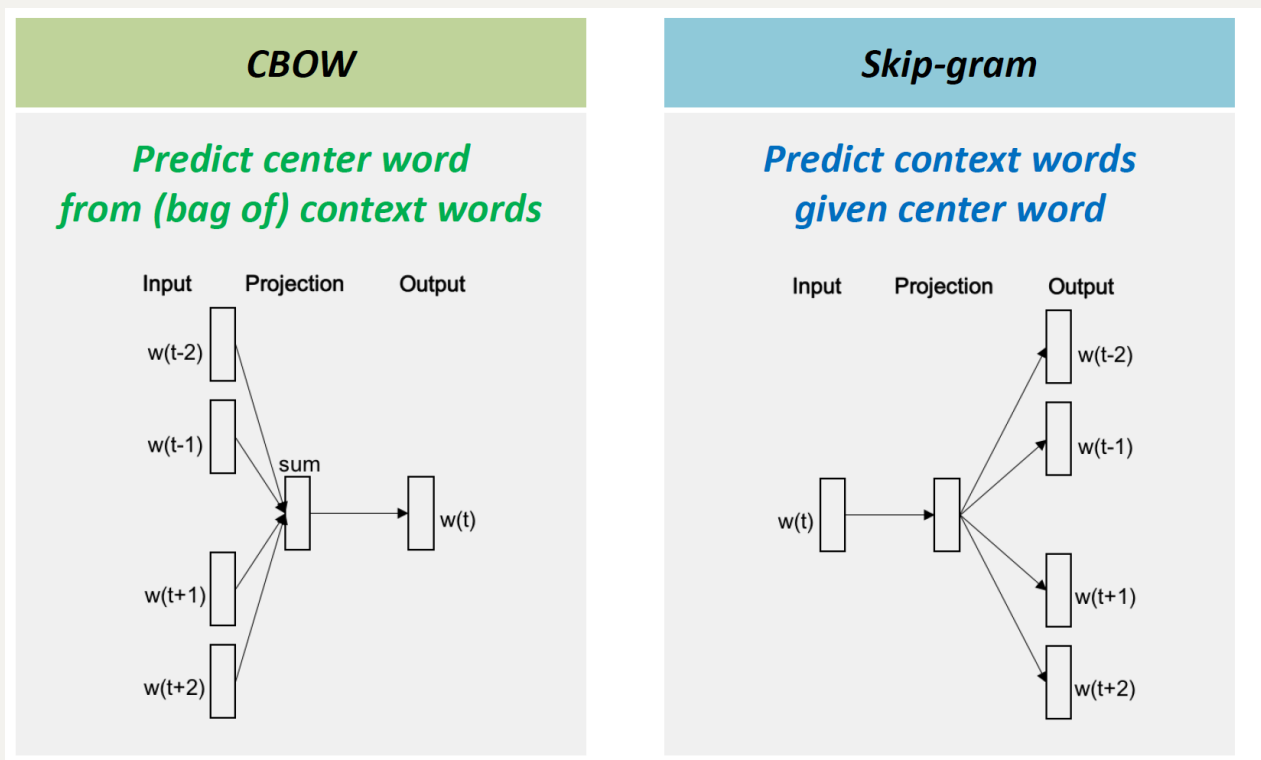 CBOW
Predict center word
from (bag of) context words
Input Projection Output
w(t-2)
w(t-1)
sum
w(t)
w(t+1)
w(t+2)
Skip-gram
Predict context words
given center word
Input Projection Output
w(t-2)
w(t-1)
w(t)
w(t+1)
w(t+2)